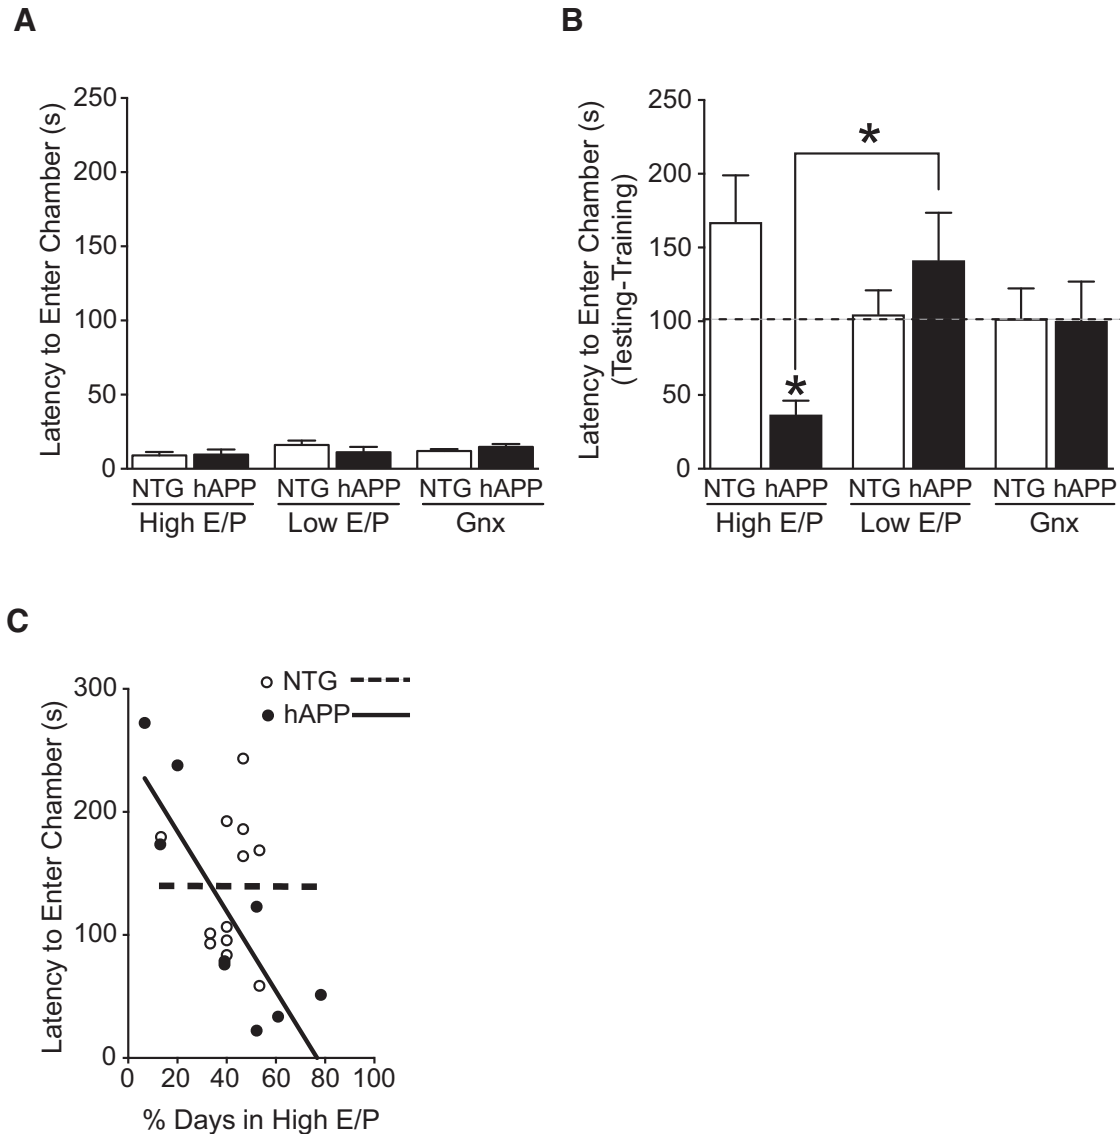 A
Latency to Enter Chamber (s)
250
200
150
100
50
0
NTG hAPP NTG hAPP NTG hAPP
High E/P Low E/P Gnx
B
Latency to Enter Chamber (s)
(Testing-Training)
250
200
150
100
50
0
*
*
NTG hAPP NTG hAPP NTG hAPP
High E/P Low E/P Gnx
C
NTG
hAPP
Latency to Enter Chamber (s)
300
200
100
0
0 20 40 60 80 100
% Days in High E/P